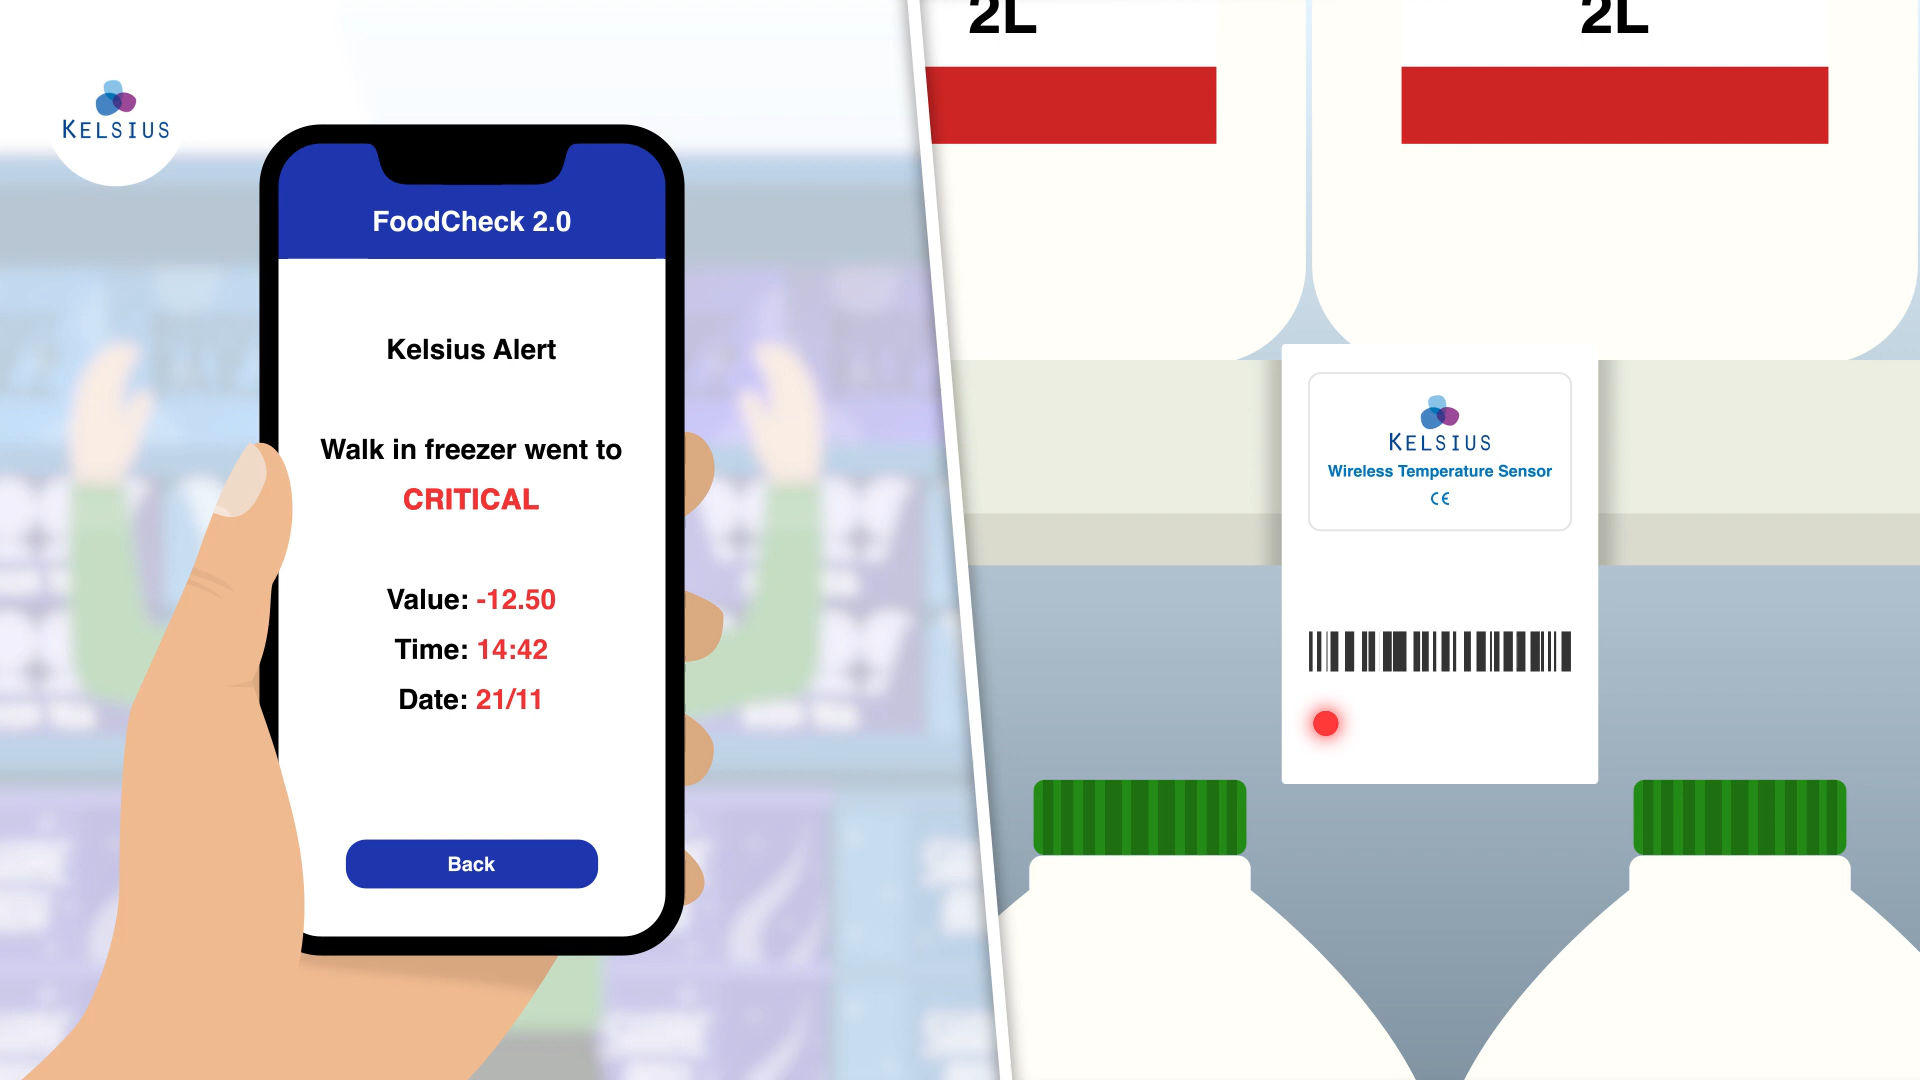 KELSIUS
FoodCheck 2.0
Kelsius Alert
Walk in freezer went to
CRITICAL
Value: -12.50
Time: 14:42
Date: 21/11
Back
2L
2L
KELSIUS
Wireless Temperature Sensor
CE